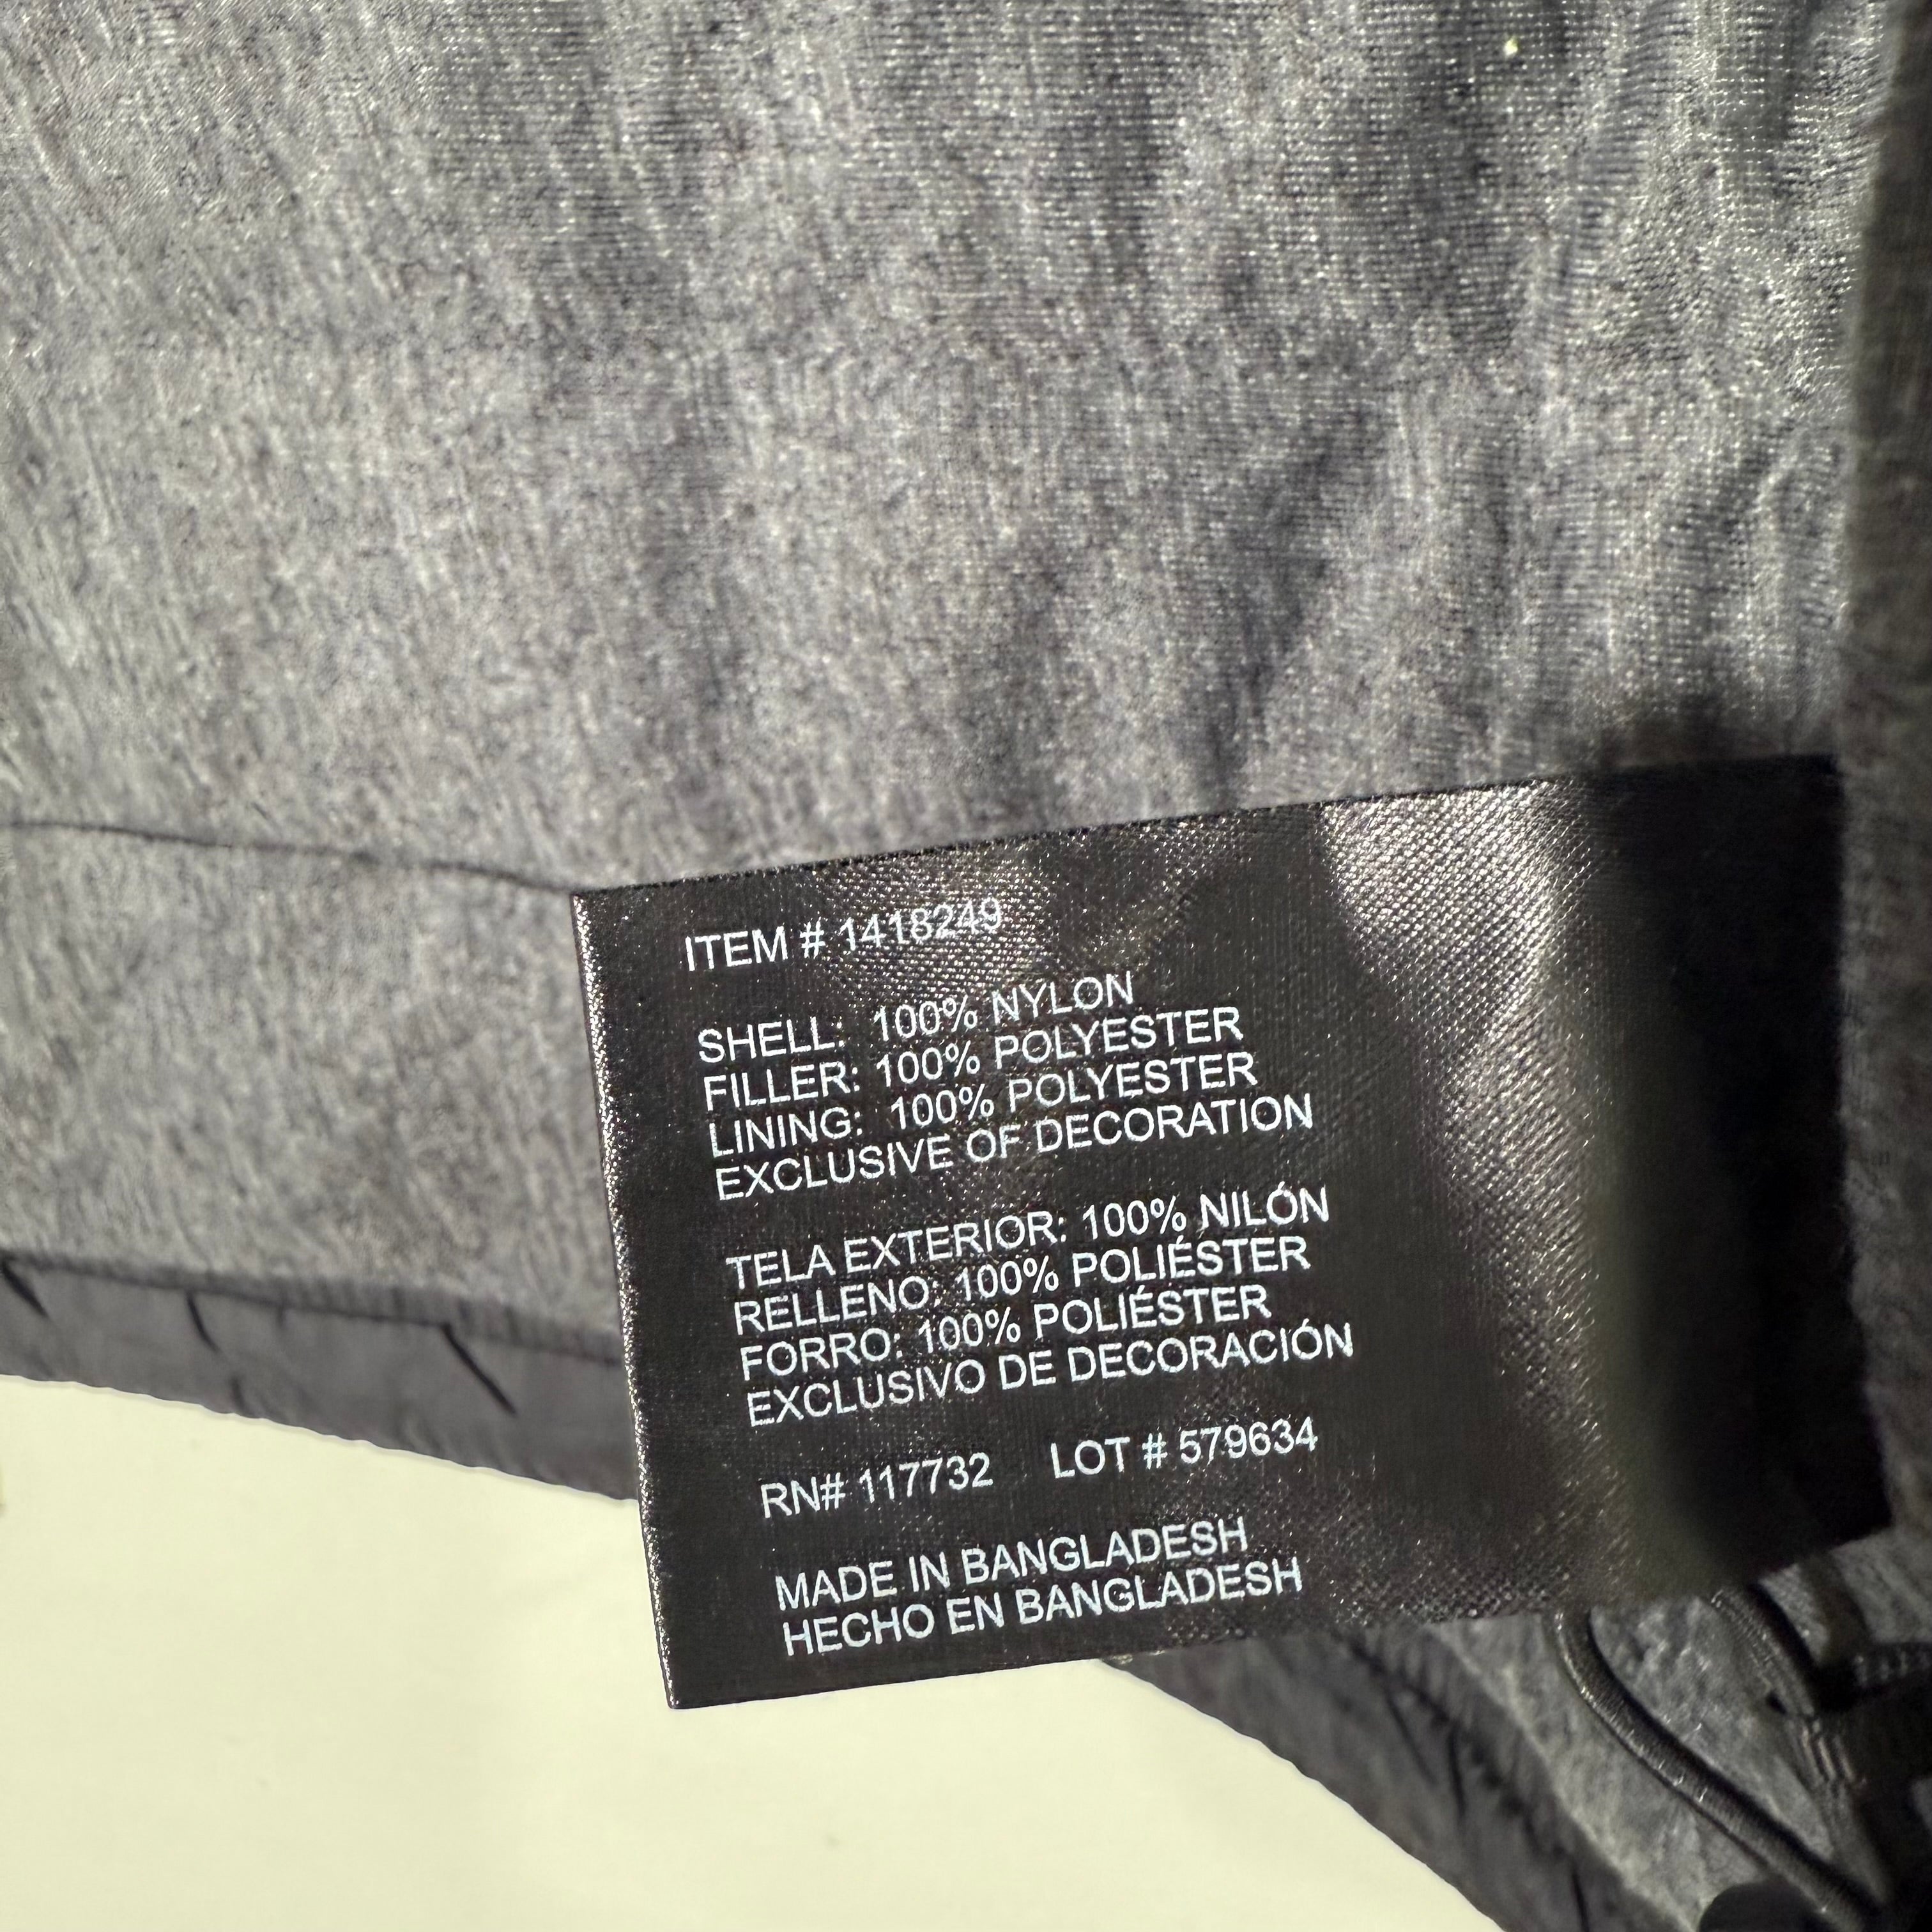 ITEM # 1418249
SHELL: 100% NYLON
FILLER: 100% POLYESTER
LINING: 100% POLYESTER
EXCLUSIVE OF DECORATION
TELA EXTERIOR: 100% NILÓN
RELLENO: 100% POLIÉSTER
FORRO: 100% POLIÉSTER
EXCLUSIVO DE DECORACIÓN
RN# 117732 LOT # 579634
MADE IN BANGLADESH
HECHO EN BANGLADESH